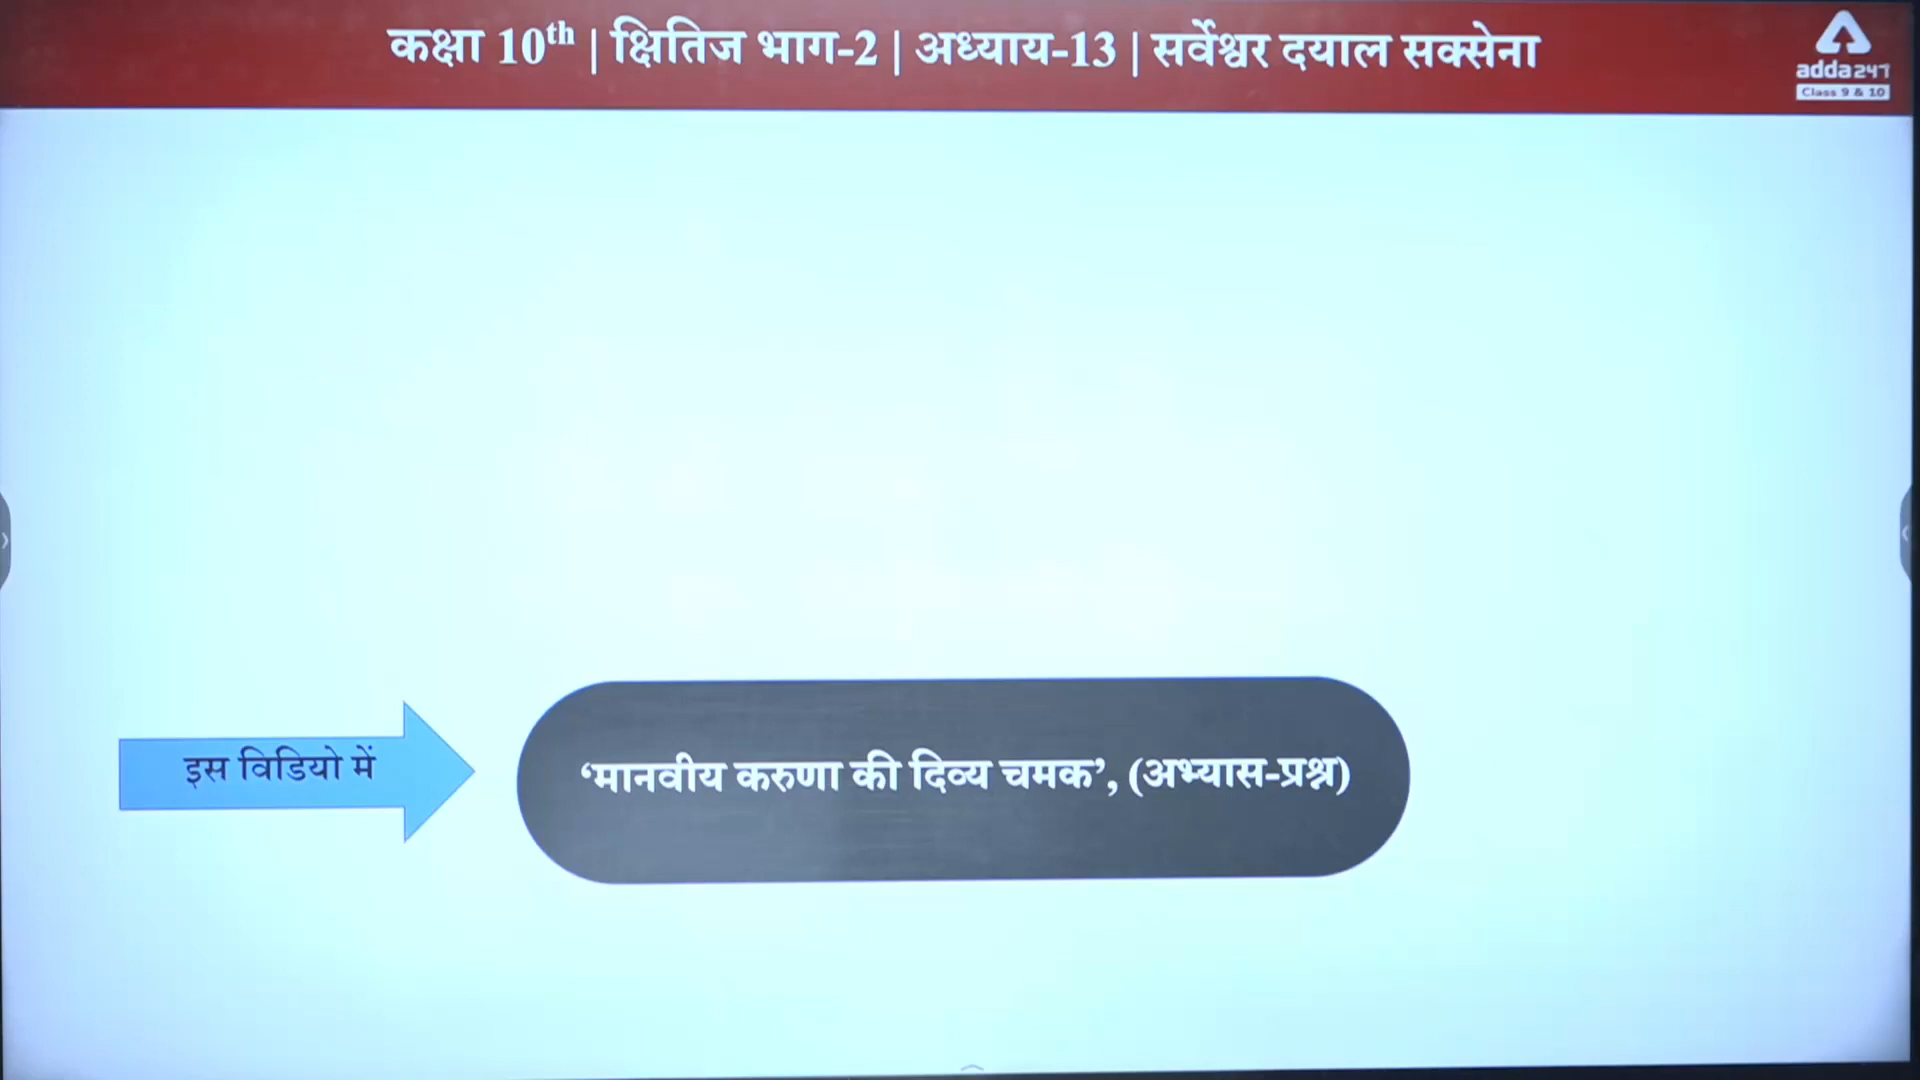 कक्षा 10th | क्षितिज भाग-2 | अध्याय-13 | सर्वेश्वर दयाल सक्सेना
adda247
Class 9 & 10
इस विडियो में
‘मानवीय करुणा की दिव्य चमक’, (अभ्यास-प्रश्न)